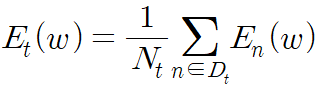 E_t(w) = \frac{1}{N_t} \sum_{n \in D_t} E_n(w)